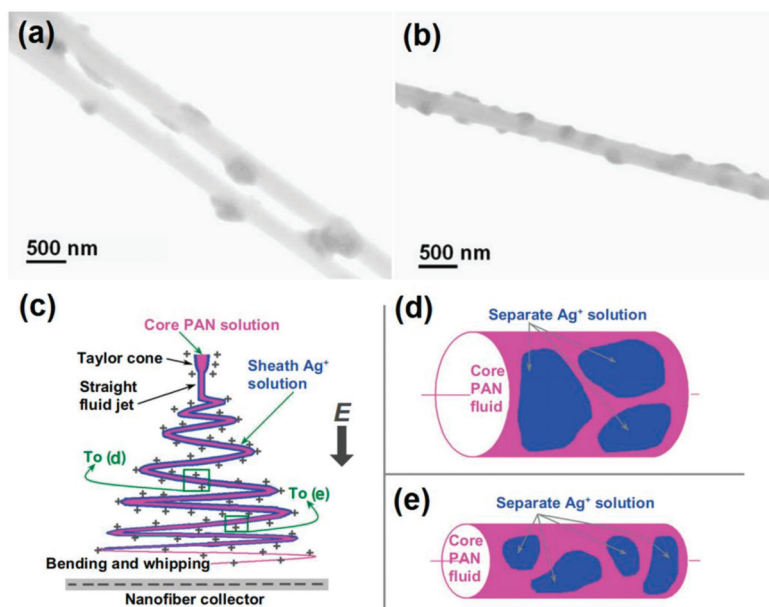 (a)
500 nm
(b)
500 nm
(c)
Core PAN solution
Taylor cone
Straight
fluid jet
Sheath Ag⁺
solution
E
To (d)
To (e)
Bending and whipping
Nanofiber collector
(d)
Separate Ag⁺ solution
Core
PAN
fluid
(e)
Separate Ag⁺ solution
Core
PAN
fluid